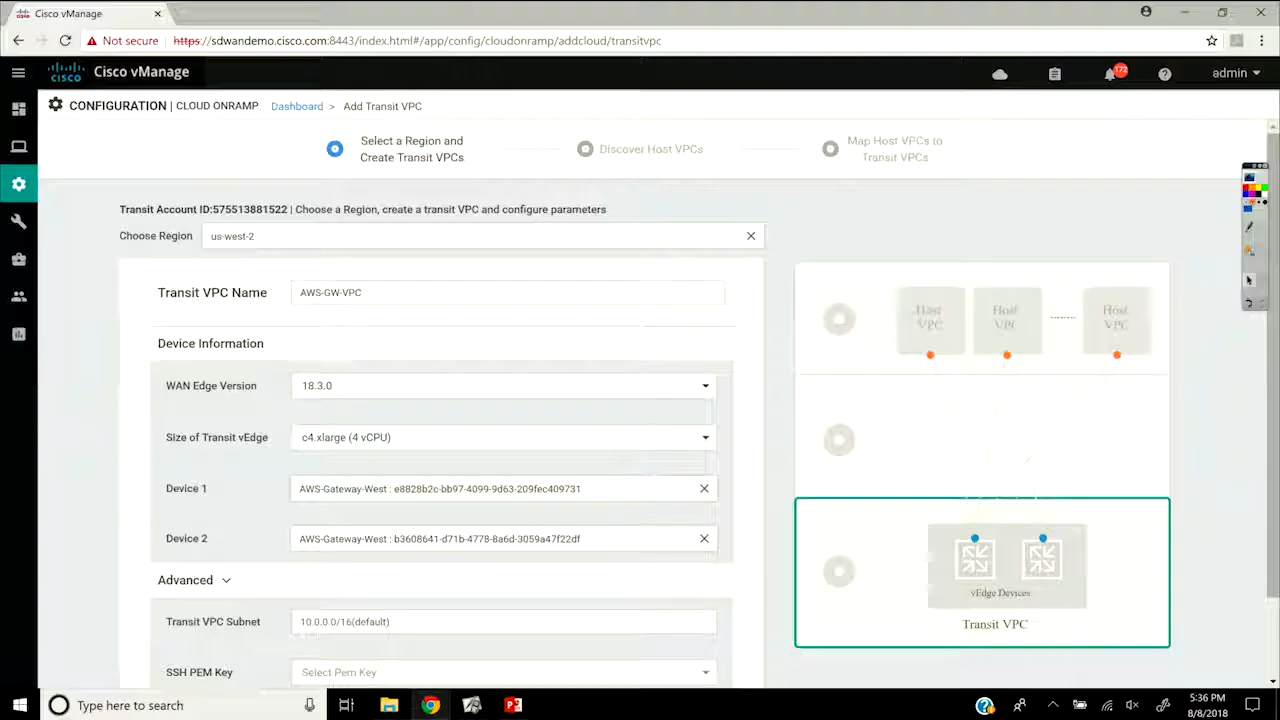 Cisco vManage
Not secure https://sdwandemo.cisco.com:8443/index.html#/app/config/cloudonramp/addcloud/transitvpc
cisco Cisco vManage 172 admin
CONFIGURATION | CLOUD ONRAMP Dashboard > Add Transit VPC
Select a Region and
Create Transit VPCs
Discover Host VPCs
Map Host VPCs to
Transit VPCs
Transit Account ID:575513881522 | Choose a Region, create a transit VPC and configure parameters
Choose Region us-west-2
Transit VPC Name AWS-GW-VPC
Device Information
WAN Edge Version 18.3.0
Size of Transit vEdge c4.xlarge (4 vCPU)
Device 1 AWS-Gateway-West : e8828b2c-bb97-4099-9d63-209fec409731
Device 2 AWS-Gateway-West : b3608641-d71b-4778-8a6d-3059a47f22df
Advanced
Transit VPC Subnet 10.0.0.0/16(default)
SSH PEM Key Select Pem Key
Host
VPC
Host
VPC
Host
VPC
vEdge Devices
Transit VPC
Type here to search
5:36 PM
8/8/2018